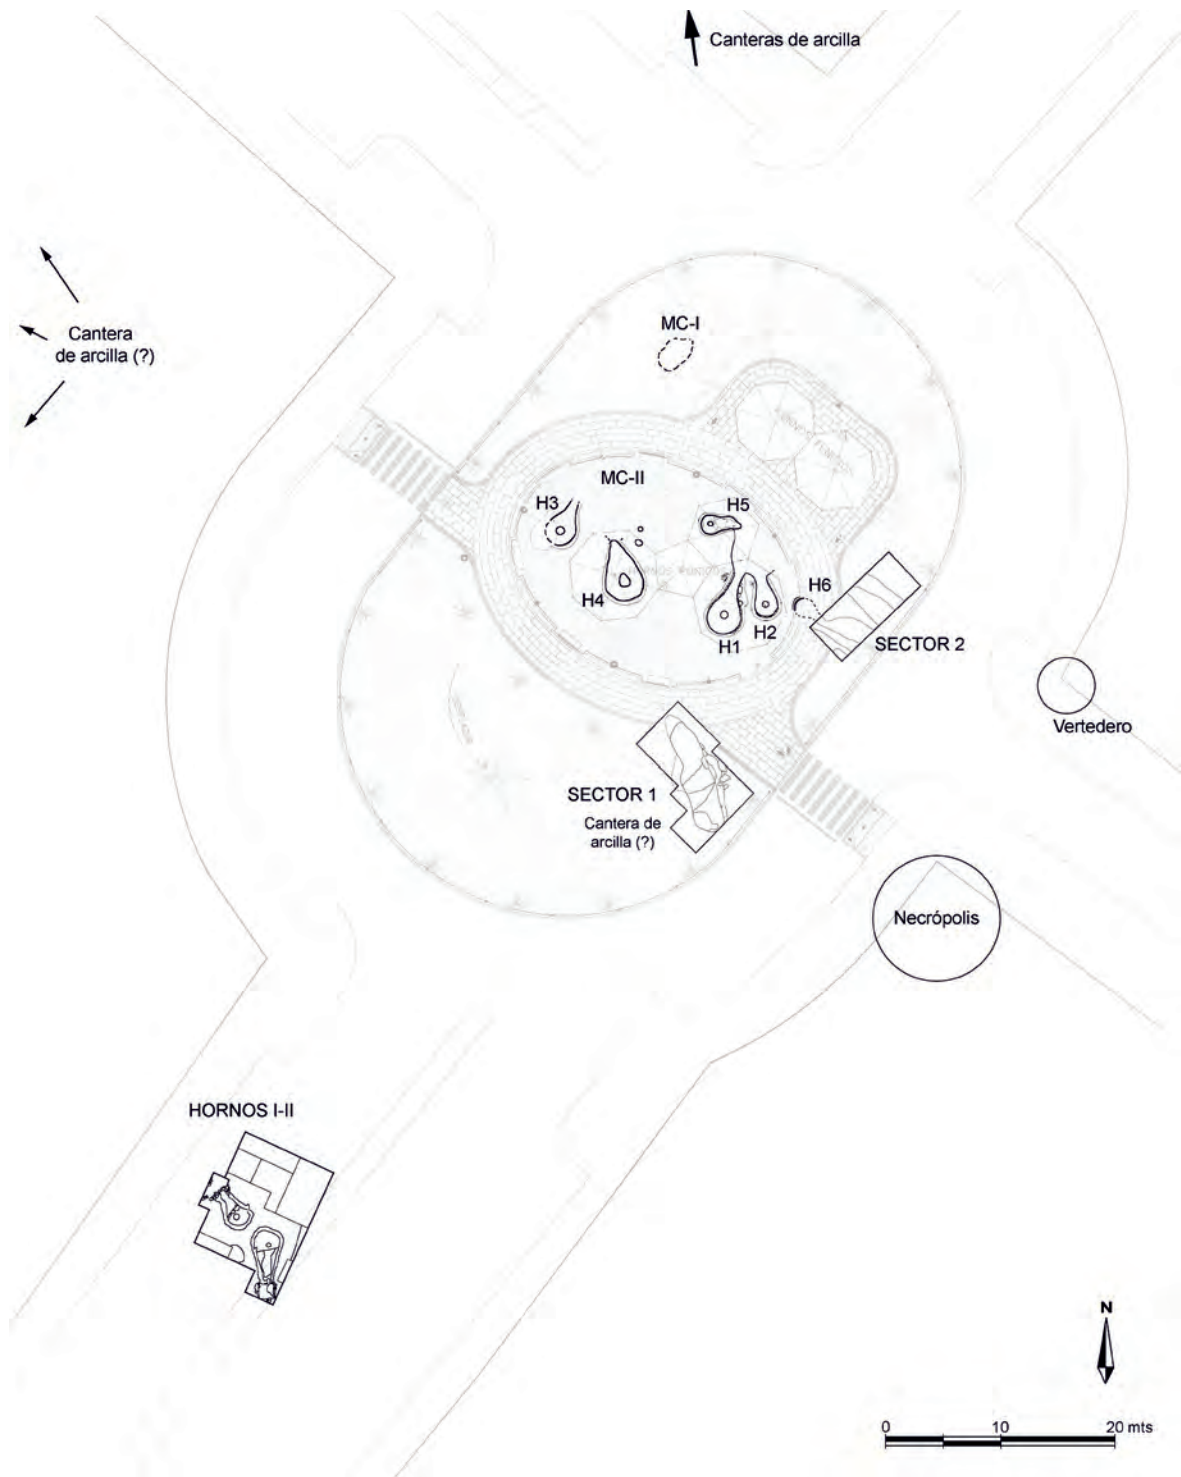 Canteras de arcilla
Cantera
de arcilla (?)
MC-I
MC-II
H3
H5
H4
H6
H1
H2
SECTOR 2
Vertedero
SECTOR 1
Cantera de
arcilla (?)
Necrópolis
HORNOS I-II
N
0 10 20 mts